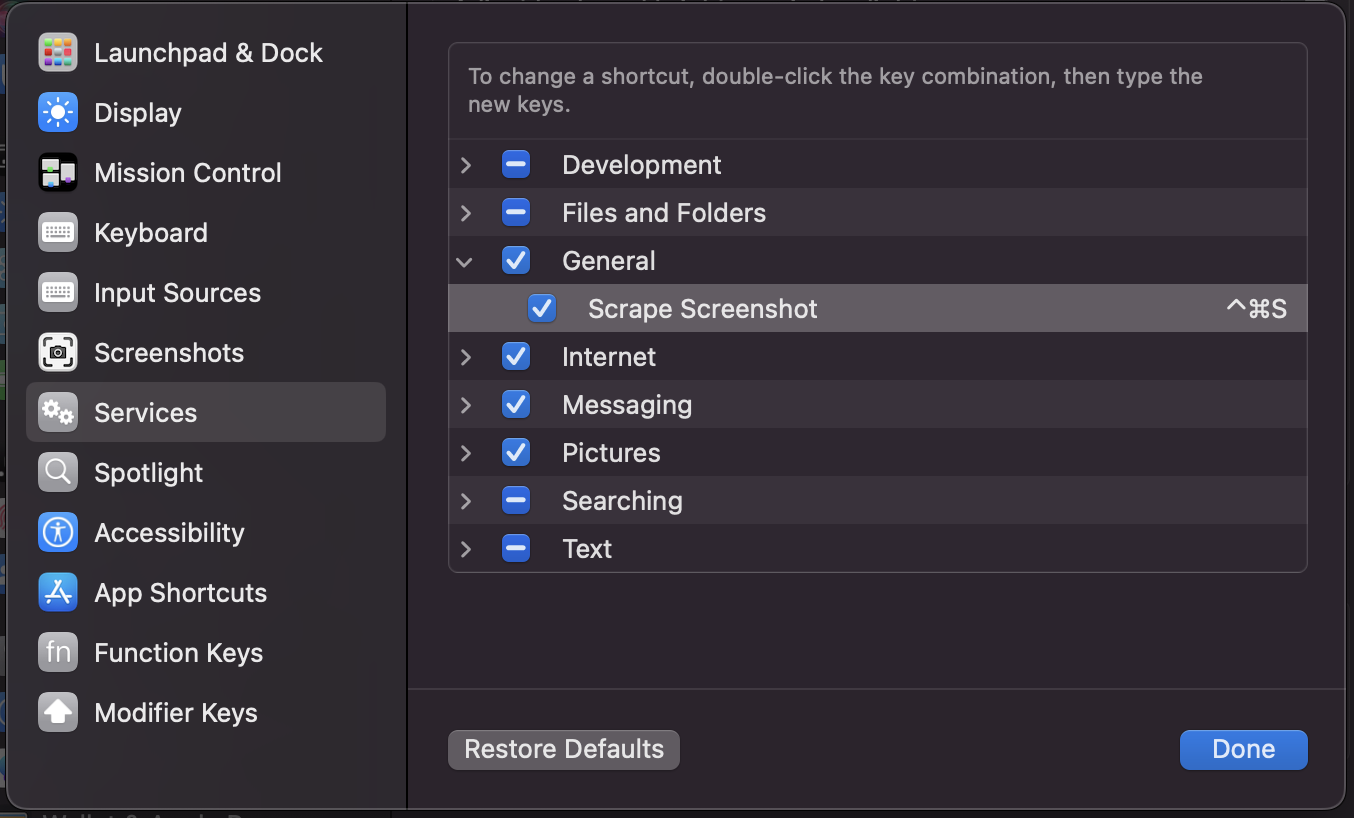 Launchpad & Dock
Display
Mission Control
Keyboard
Input Sources
Screenshots
Services
Spotlight
Accessibility
App Shortcuts
fn Function Keys
Modifier Keys
To change a shortcut, double-click the key combination, then type the
new keys.
Development
Files and Folders
General
Scrape Screenshot ^⌘S
Internet
Messaging
Pictures
Searching
Text
Restore Defaults
Done